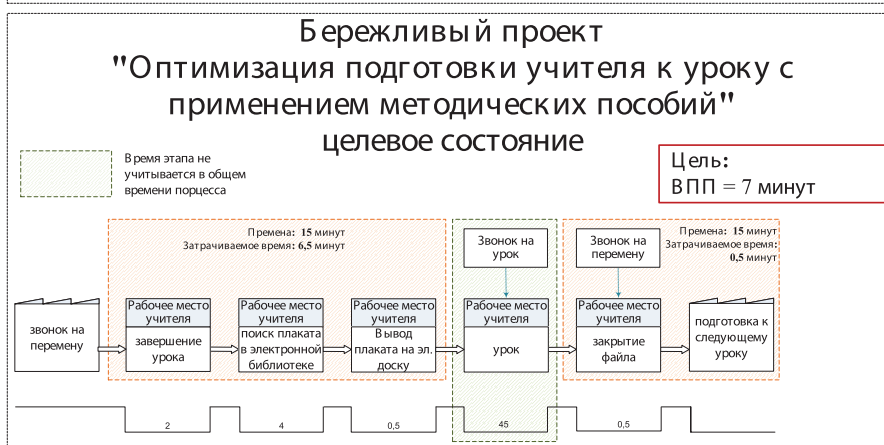 Бережливый проект
"Оптимизация подготовки учителя к уроку с
применением методических пособий"
целевое состояние
Время этапа не
учитывается в общем
времени порцесса
Цель:
ВПП = 7 минут
Премена: 15 минут
Затрачиваемое время: 6,5 минут
Звонок на
урок
Звонок на
перемену
Премена: 15 минут
Затрачиваемое время:
0,5 минут
звонок на
перемену
Рабочее место
учителя
завершение
урока
Рабочее место
учителя
поиск плаката
в электронной
библиотеке
Рабочее место
учителя
Вывод
плаката на эл.
доску
Рабочее место
учителя
урок
Рабочее место
учителя
закрытие
файла
подготовка к
следующему
уроку
2
4
0,5
45
0,5